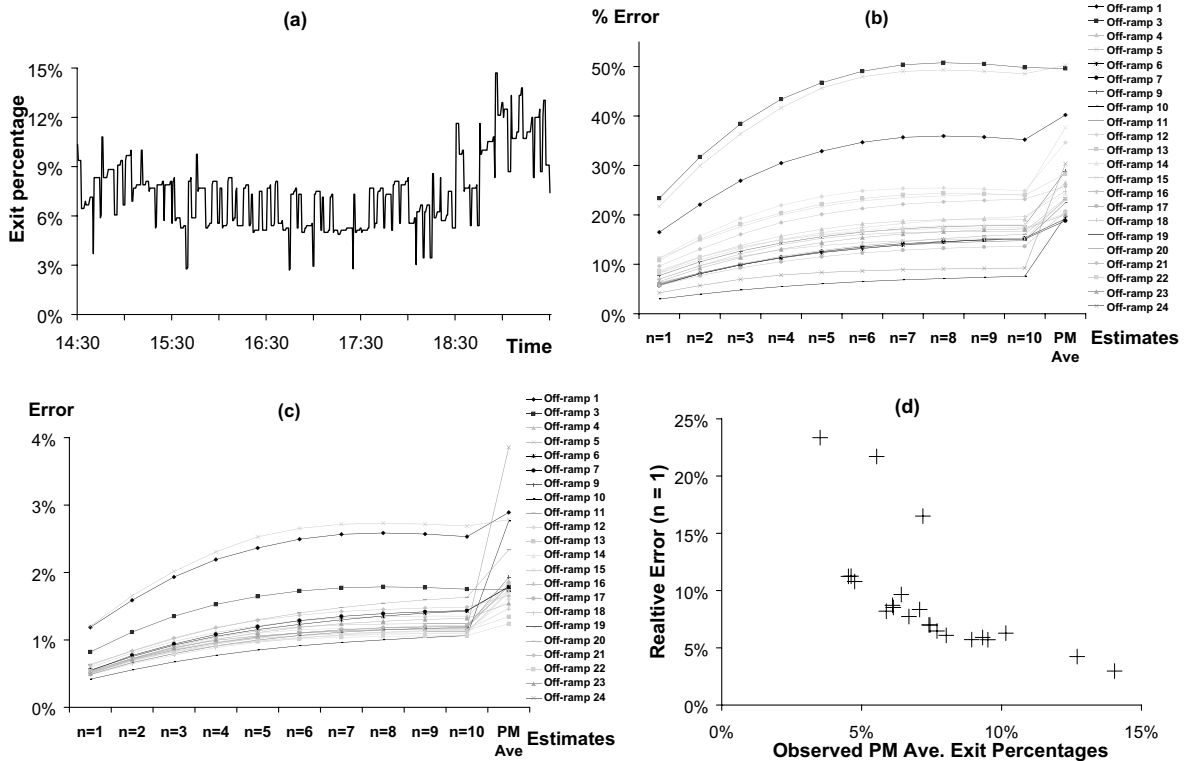 (a)
Exit percentage
15%
12%
9%
6%
3%
0%
14:30 15:30 16:30 17:30 18:30 Time
(b)
% Error
50%
40%
30%
20%
10%
0%
n=1 n=2 n=3 n=4 n=5 n=6 n=7 n=8 n=9 n=10 PM Ave Estimates
Off-ramp 1
Off-ramp 3
Off-ramp 4
Off-ramp 5
Off-ramp 6
Off-ramp 7
Off-ramp 9
Off-ramp 10
Off-ramp 11
Off-ramp 12
Off-ramp 13
Off-ramp 14
Off-ramp 15
Off-ramp 16
Off-ramp 17
Off-ramp 18
Off-ramp 19
Off-ramp 20
Off-ramp 21
Off-ramp 22
Off-ramp 23
Off-ramp 24
(c)
Error
4%
3%
2%
1%
0%
n=1 n=2 n=3 n=4 n=5 n=6 n=7 n=8 n=9 n=10 PM Ave Estimates
Off-ramp 1
Off-ramp 3
Off-ramp 4
Off-ramp 5
Off-ramp 6
Off-ramp 7
Off-ramp 9
Off-ramp 10
Off-ramp 11
Off-ramp 12
Off-ramp 13
Off-ramp 14
Off-ramp 15
Off-ramp 16
Off-ramp 17
Off-ramp 18
Off-ramp 19
Off-ramp 20
Off-ramp 21
Off-ramp 22
Off-ramp 23
Off-ramp 24
(d)
Realtive Error (n = 1)
25%
20%
15%
10%
5%
0%
0% 5% 10% 15%
Observed PM Ave. Exit Percentages